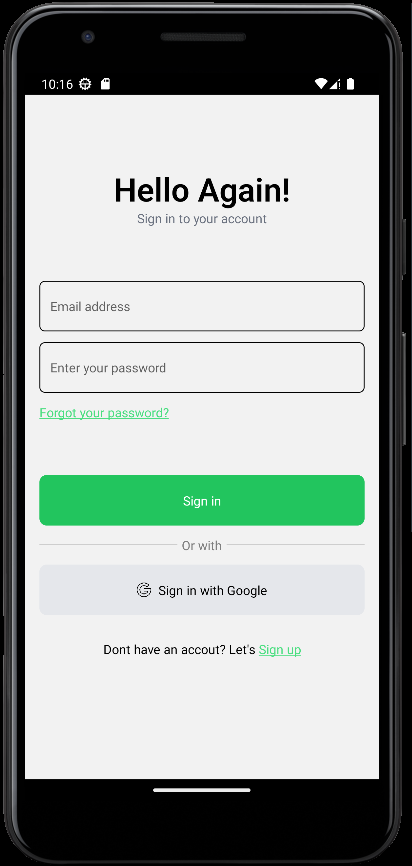 10:16
Hello Again!
Sign in to your account
Email address
Enter your password
Forgot your password?
Sign in
Or with
Sign in with Google
Dont have an accout? Let's Sign up